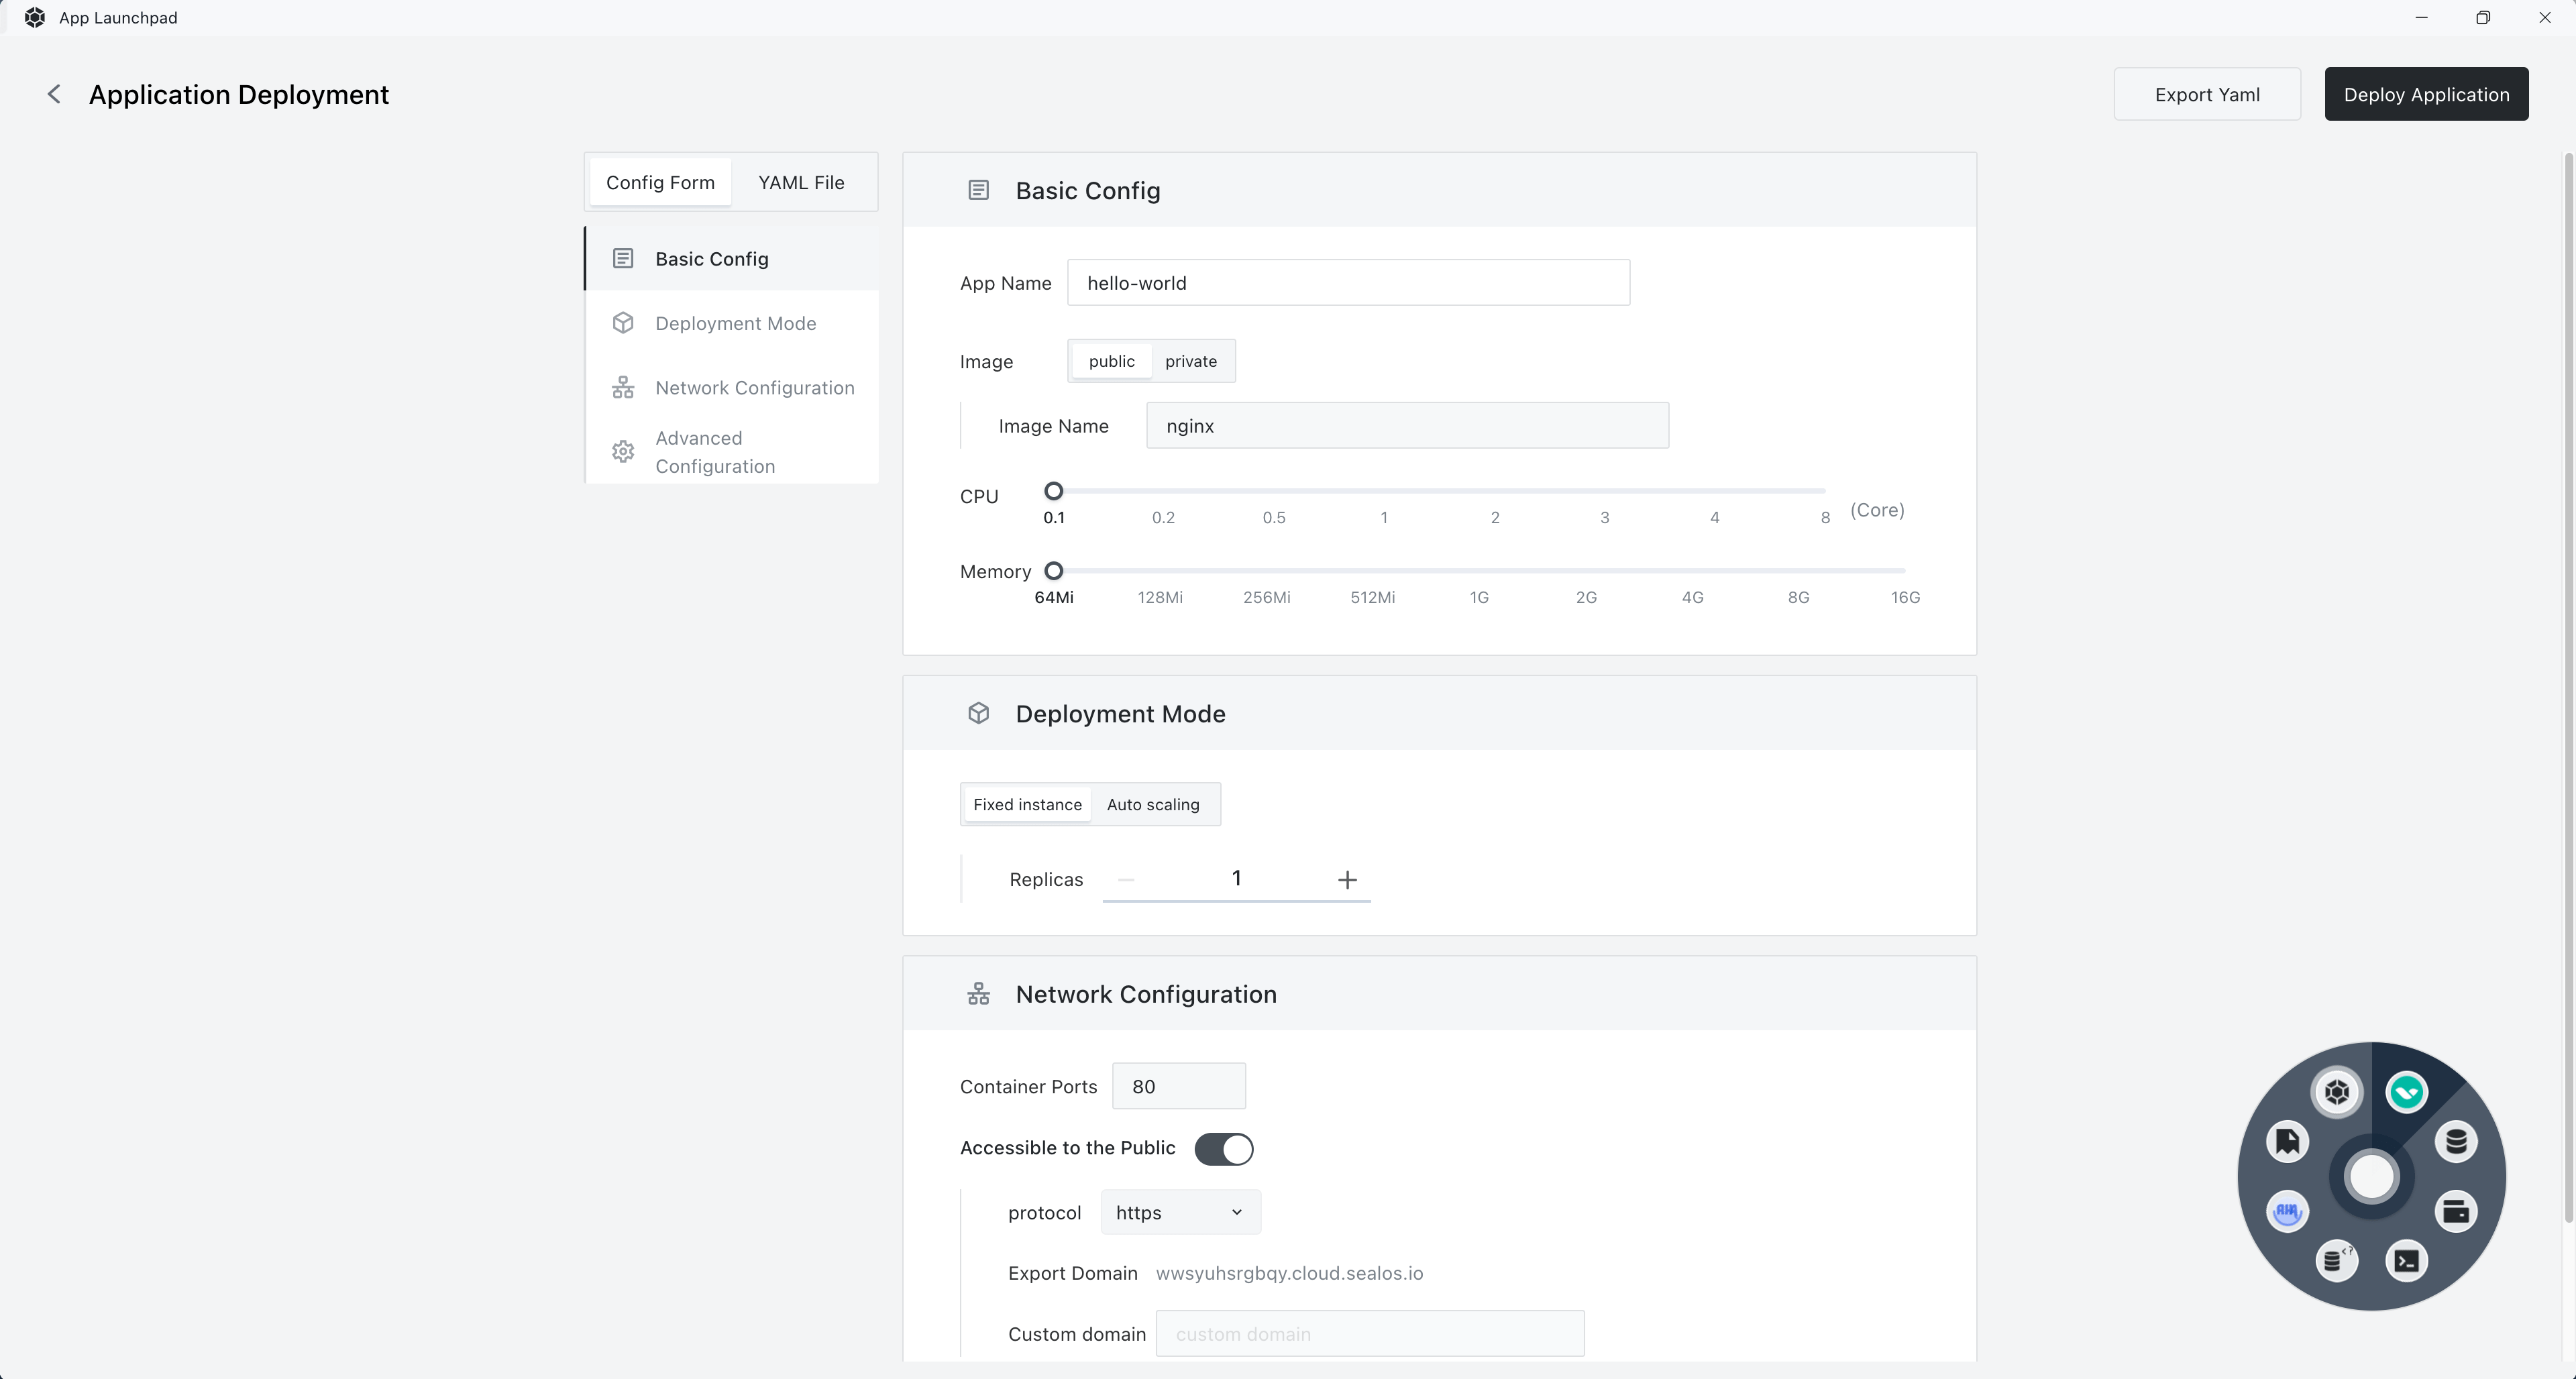 App Launchpad
Application Deployment
Export Yaml
Deploy Application
Config Form
YAML File
Basic Config
Deployment Mode
Network Configuration
Advanced
Configuration
Basic Config
App Name
hello-world
Image
public
private
Image Name
nginx
CPU
0.1
0.2
0.5
1
2
3
4
8
(Core)
Memory
64Mi
128Mi
256Mi
512Mi
1G
2G
4G
8G
16G
Deployment Mode
Fixed instance
Auto scaling
Replicas
1
Network Configuration
Container Ports
80
Accessible to the Public
protocol
https
Export Domain
wwsyuhsrgbqy.cloud.sealos.io
Custom domain
custom domain